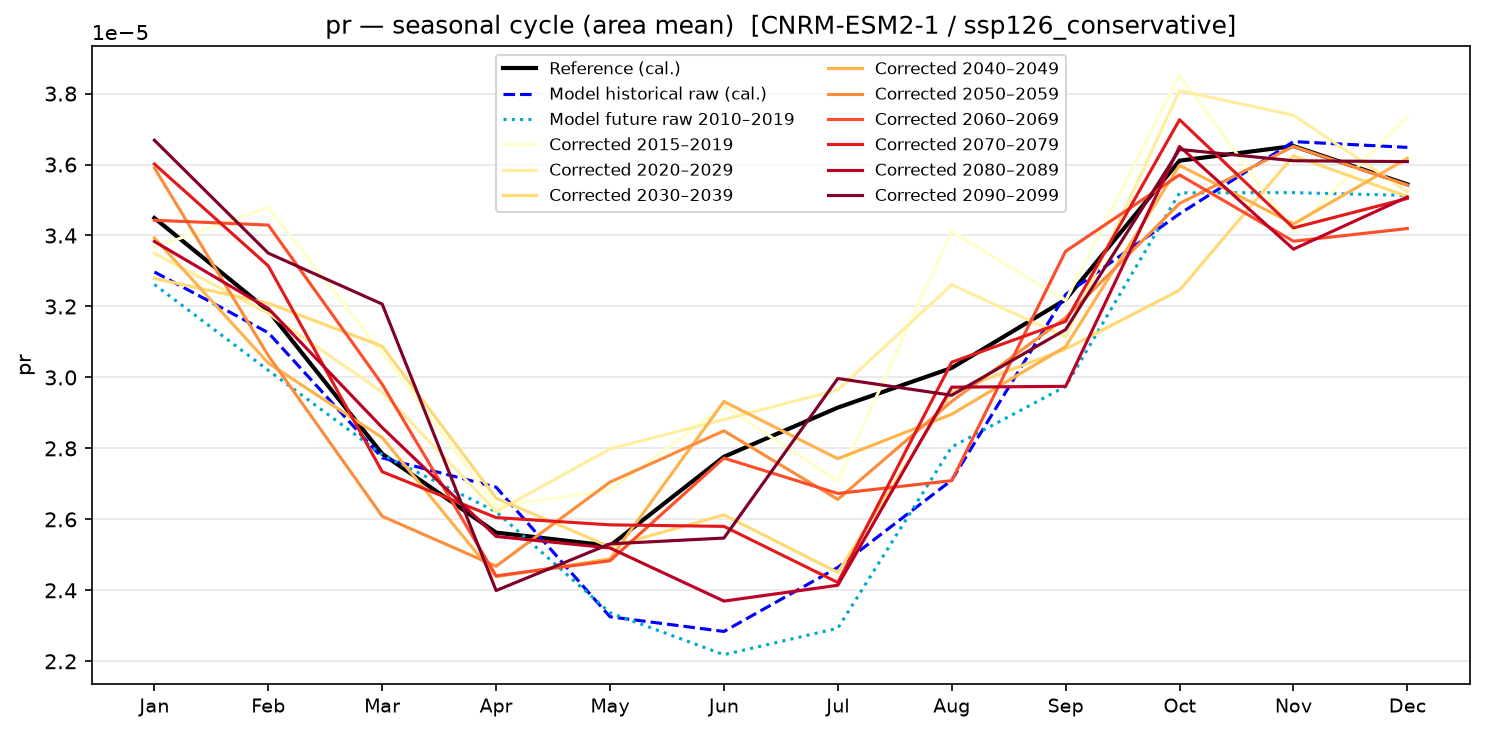 pr — seasonal cycle (area mean)  [CNRM-ESM2-1 / ssp126_conservative]
1e−5
Reference (cal.)
Model historical raw (cal.)
Model future raw 2010–2019
Corrected 2015–2019
Corrected 2020–2029
Corrected 2030–2039
Corrected 2040–2049
Corrected 2050–2059
Corrected 2060–2069
Corrected 2070–2079
Corrected 2080–2089
Corrected 2090–2099
3.8
3.6
3.4
3.2
3.0
2.8
2.6
2.4
2.2
pr
Jan Feb Mar Apr May Jun Jul Aug Sep Oct Nov Dec